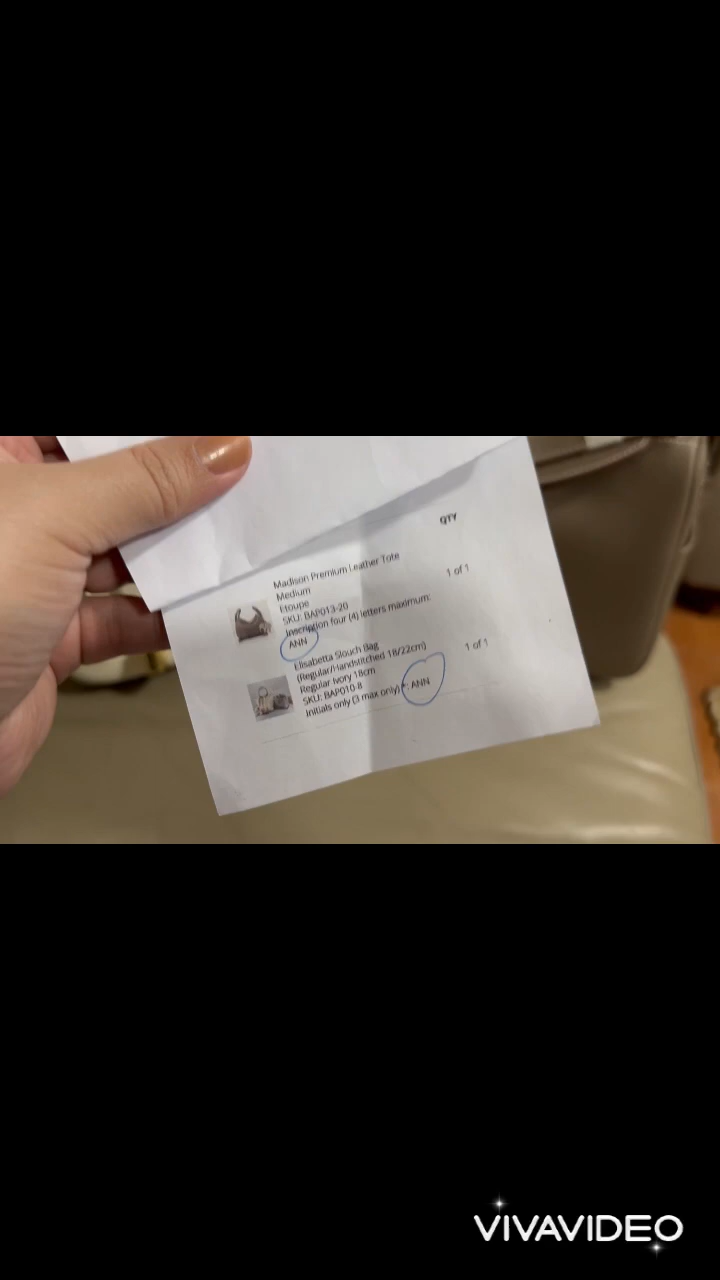 QTY
Madison Premium Leather Tote
Medium
Etoupe
SKU: BAP013-20
Inscription four (4) letters maximum:
ANN
1 of 1
Elisabetta Slouch Bag
(Regular/Handstitched 18/22cm)
Regular Ivory 18cm
SKU: BAP010-8
Initials only (3 max only) *: ANN
1 of 1
VIVAVIDEO